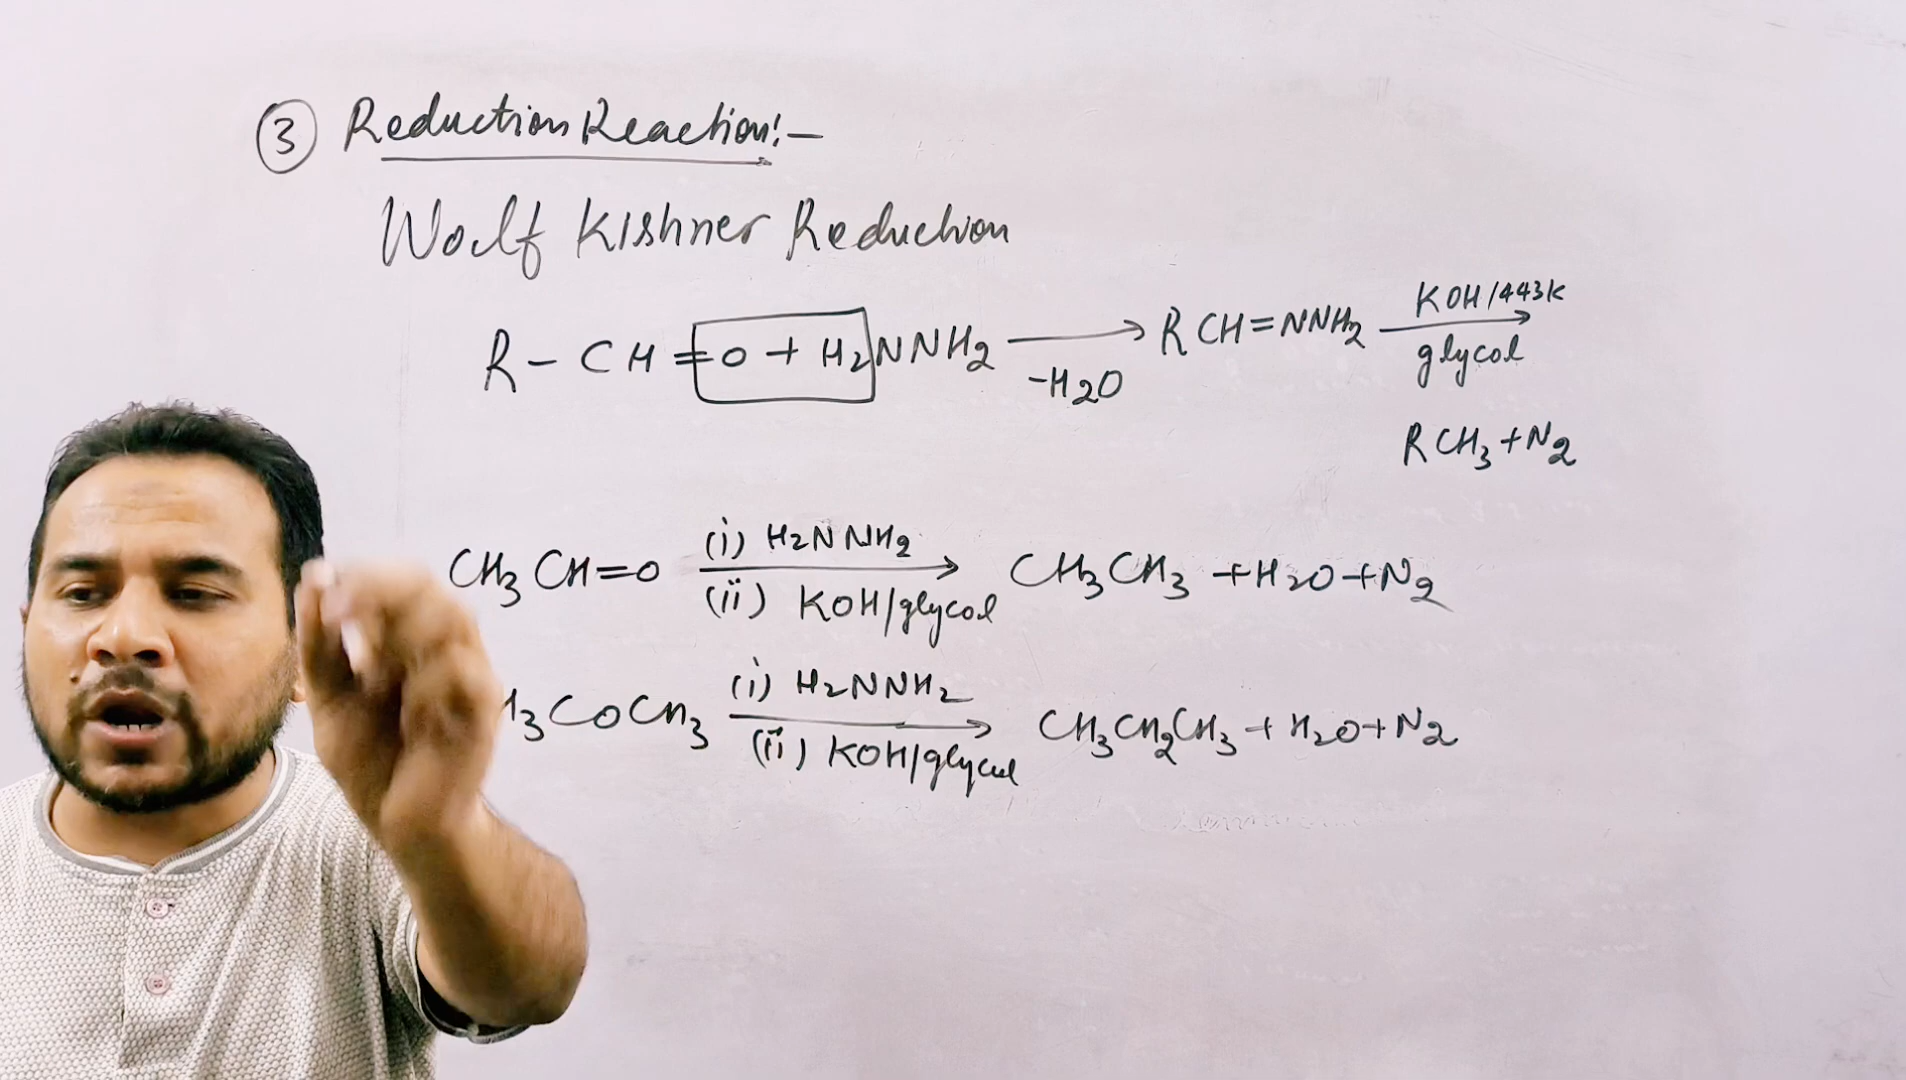 ③ Reduction Reaction:-
Wolf Kishner Reduction
R - CH = O + H₂NNH₂ ⟶ RCH=NNH₂ ⟶ KOH/443K
-H₂O glycol
RCH₃ + N₂
(i) H₂NNH₂
CH₃CH=O ⟶ CH₃CH₃ + H₂O + N₂
(ii) KOH/glycol
(i) H₂NNH₂
H₃COCH₃ ⟶ CH₃CH₂CH₃ + H₂O + N₂
(ii) KOH/glycol